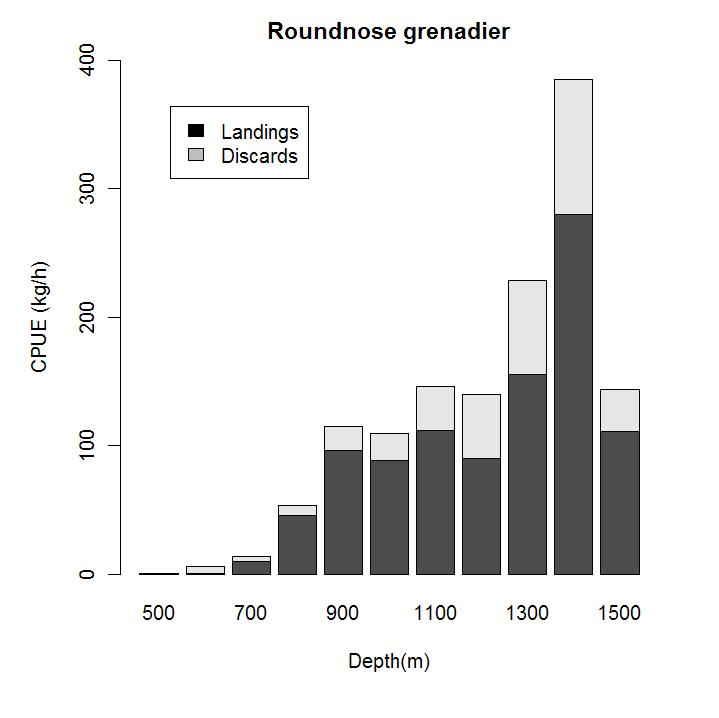 Roundnose grenadier
400
300
200
100
0
CPUE (kg/h)
Landings
Discards
500 700 900 1100 1300 1500
Depth(m)